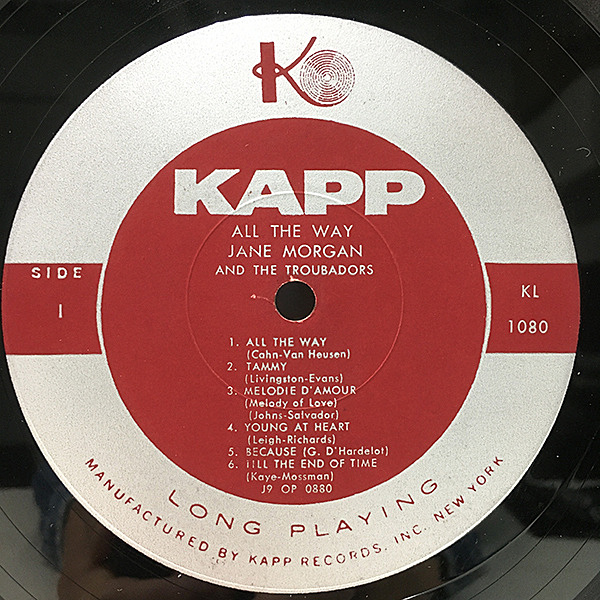 K
KAPP
ALL THE WAY
JANE MORGAN
AND THE TROUBADORS
SIDE
1
KL
1080
1. ALL THE WAY
(Cahn-Van Heusen)
2. TAMMY
(Livingston-Evans)
3. MELODIE D'AMOUR
(Melody of Love)
(Johns-Salvador)
4. YOUNG AT HEART
(Leigh-Richards)
5. BECAUSE (G. D'Hardelot)
6. TILL THE END OF TIME
(Kaye-Mossman)
J9 OP 0880
LONG PLAYING
MANUFACTURED BY KAPP RECORDS, INC. NEW YORK